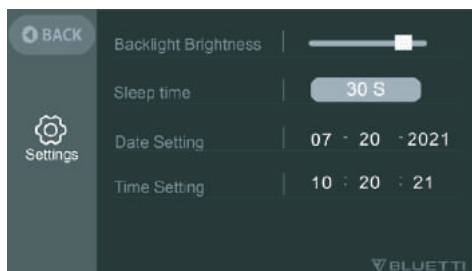 BACK
Backlight Brightness
Sleep time 30 S
Settings
Date Setting 07 - 20 - 2021
Time Setting 10 : 20 : 21
BLUETTI